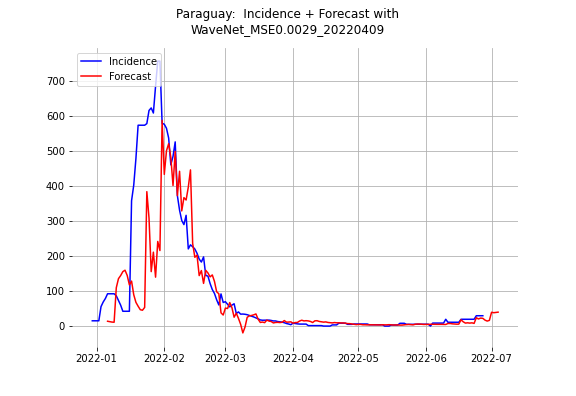 Paraguay:  Incidence + Forecast with
WaveNet_MSE0.0029_20220409
Incidence
Forecast
700
600
500
400
300
200
100
0
2022-01 2022-02 2022-03 2022-04 2022-05 2022-06 2022-07